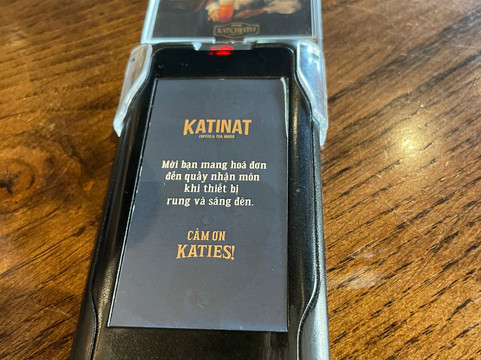 KATINAT
COFFEE & TEA HOUSE
Mời bạn mang hoá đơn
đến quầy nhận món
khi thiết bị
rung và sáng đèn.
CẢM ƠN
KATIES!